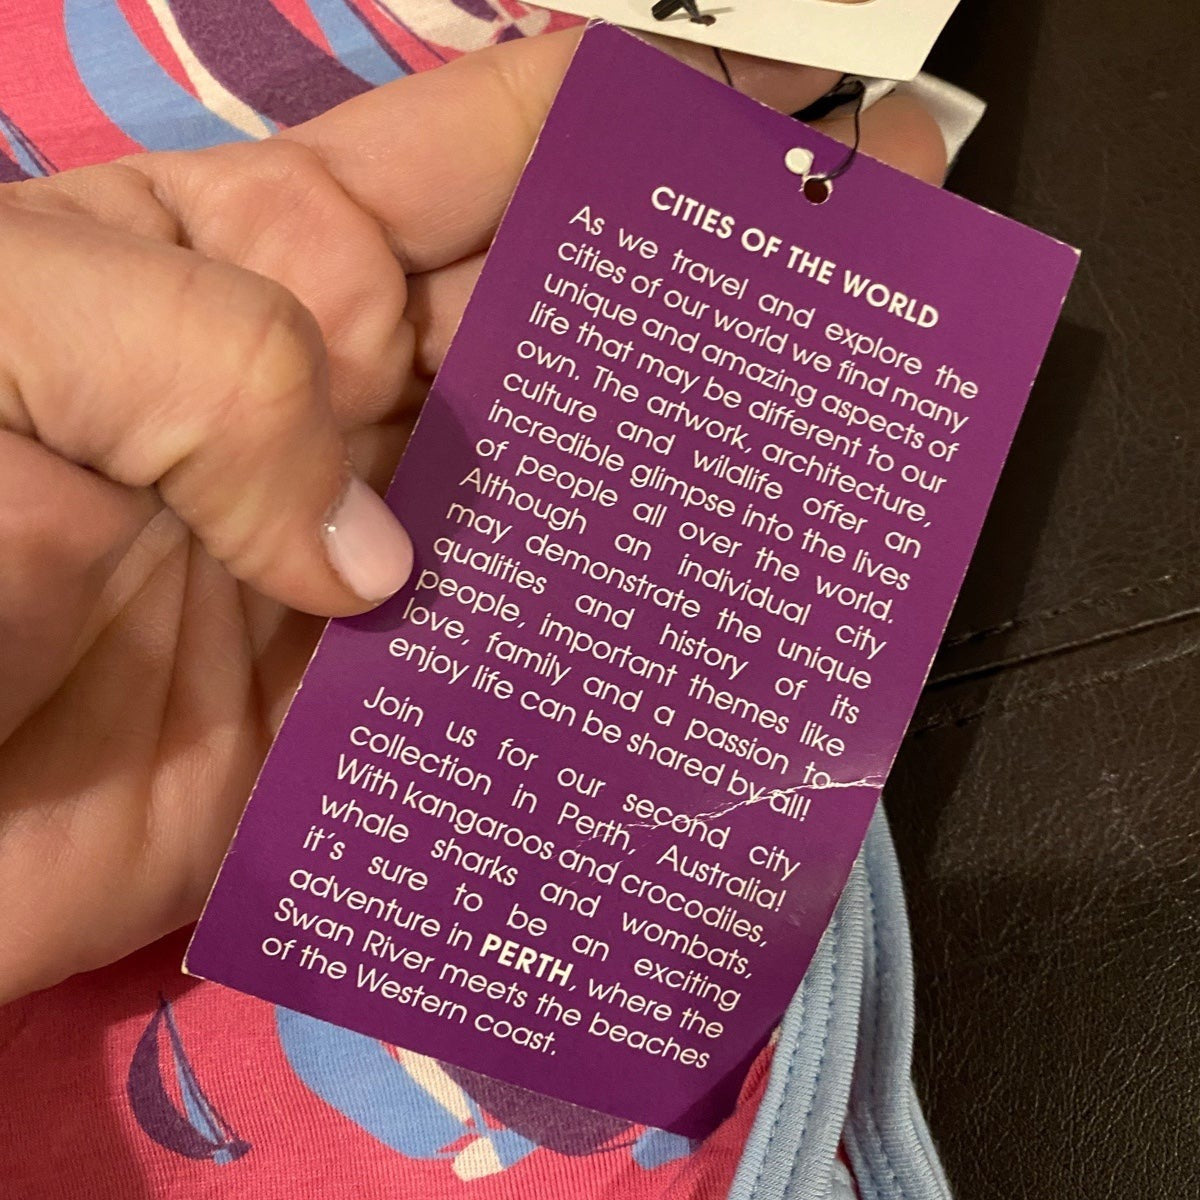 CITIES OF THE WORLD
As we travel and explore the
cities of our world we find many
unique and amazing aspects of
life that may be different to our
own. The artwork, architecture,
culture and wildlife offer an
incredible glimpse into the lives
of people all over the world.
Although an individual city
may demonstrate the unique
qualities and history of its
people, important themes like
love, family and a passion to
enjoy life can be shared by all!
Join us for our second city
collection in Perth, Australia!
With kangaroos and crocodiles,
whale sharks and wombats,
it's sure to be an exciting
adventure in PERTH, where the
Swan River meets the beaches
of the Western coast.